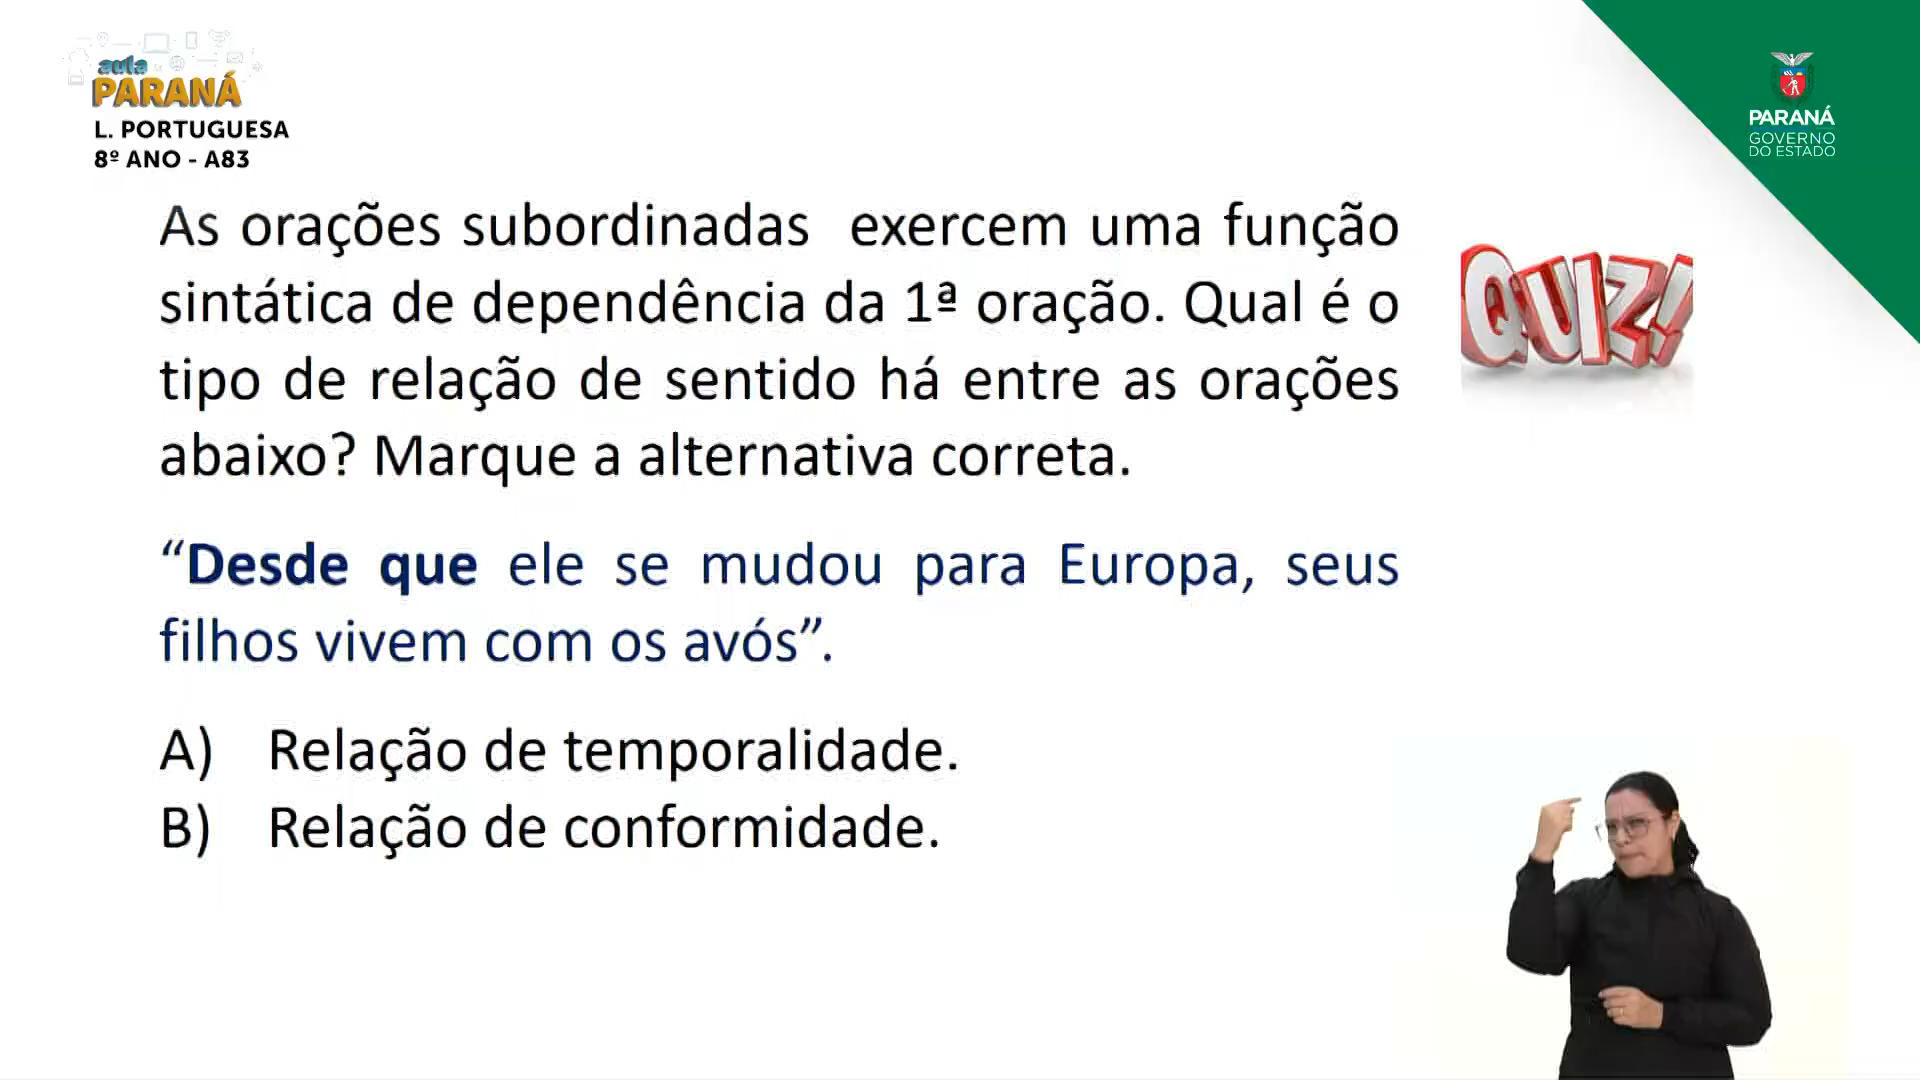 aula
PARANÁ
L. PORTUGUESA
8º ANO - A83
PARANÁ
GOVERNO
DO ESTADO
As orações subordinadas exercem uma função
sintática de dependência da 1ª oração. Qual é o
tipo de relação de sentido há entre as orações
abaixo? Marque a alternativa correta.
QUIZ!
“Desde que ele se mudou para Europa, seus
filhos vivem com os avós”.
A) Relação de temporalidade.
B) Relação de conformidade.